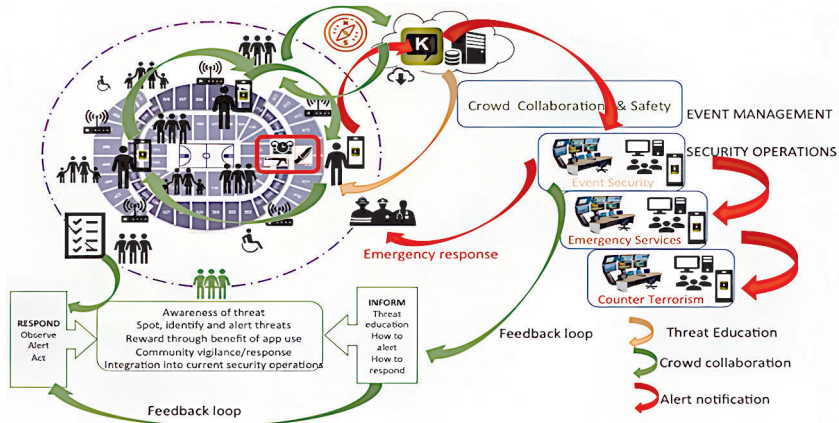 K
Crowd Collaborations & Safety
EVENT MANAGEMENT
SECURITY OPERATIONS
Event Security
Emergency Services
Counter Terrorism
Emergency response
RESPOND
Observe
Alert
Act
Awareness of threat
Spot, identify and alert threats
Reward through benefit of app use
Community vigilance/response
Integration into current security operations
INFORM
Threat
education
How to
alert
How to
respond
Feedback loop
Feedback loop
Threat Education
Crowd collaboration
Alert notification